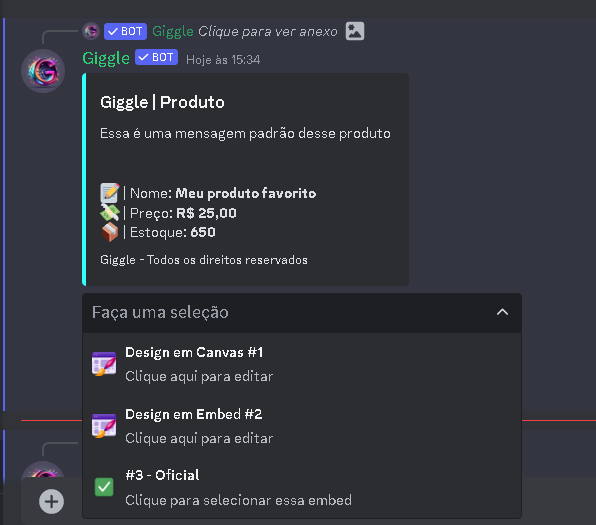 BOT Giggle Clique para ver anexo
Giggle BOT Hoje às 15:34
Giggle | Produto
Essa é uma mensagem padrão desse produto
| Nome: Meu produto favorito
| Preço: R$ 25,00
| Estoque: 650
Giggle - Todos os direitos reservados
Faça uma seleção
Design em Canvas #1
Clique aqui para editar
Design em Embed #2
Clique aqui para editar
#3 - Oficial
Clique para selecionar essa embed